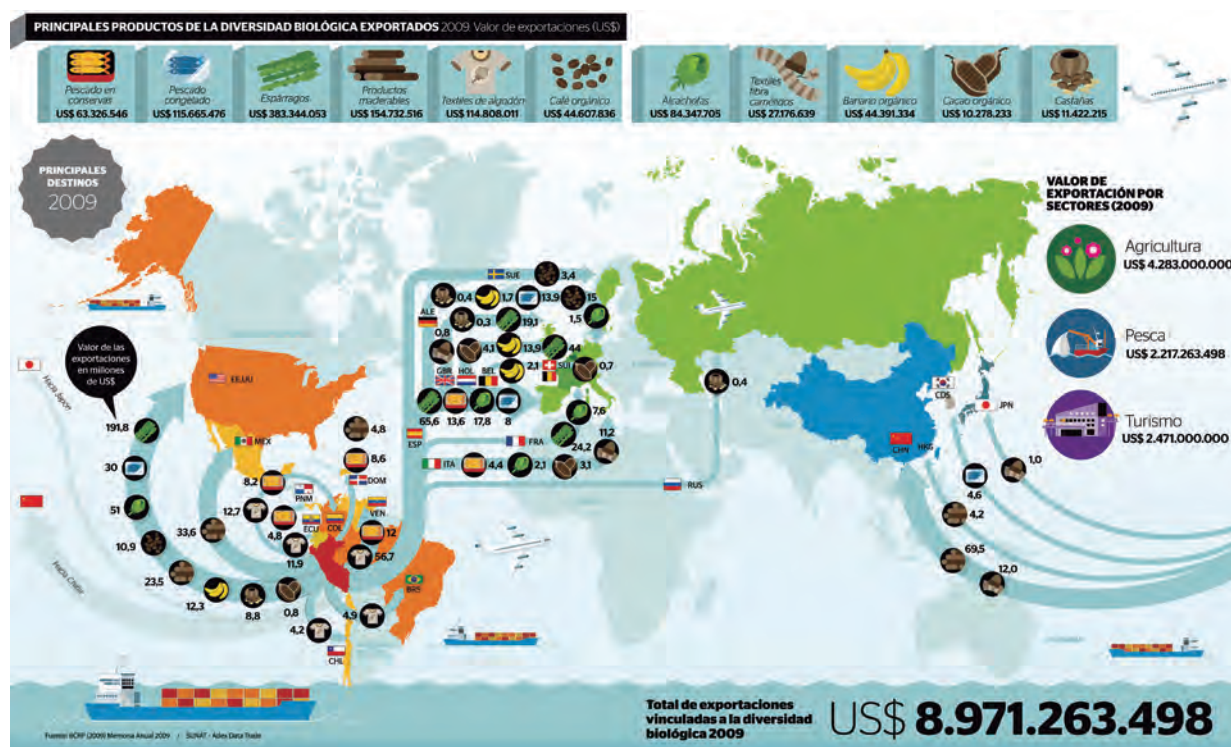 PRINCIPALES PRODUCTOS DE LA DIVERSIDAD BIOLÓGICA EXPORTADOS 2009. Valor de exportaciones (US$)
Pescado en
conservas
US$ 63.326.546
Pescado
congelado
US$ 115.665.476
Espárragos
US$ 383.344.053
Productos
maderables
US$ 154.732.516
Textiles de algodón
US$ 114.808.011
Café orgánico
US$ 44.607.836
Alcachofas
US$ 84.347.705
Textiles
fibra
camélidos
US$ 27.176.639
Banano orgánico
US$ 44.391.334
Cacao orgánico
US$ 10.278.233
Castañas
US$ 11.422.215
PRINCIPALES
DESTINOS
2009
VALOR DE
EXPORTACIÓN POR
SECTORES (2009)
Agricultura
US$ 4.283.000.000
Pesca
US$ 2.217.263.498
Turismo
US$ 2.471.000.000
Valor de las
exportaciones
en millones
de US$
Hacia Japón
Hacia China
SUE
3,4
0,4
1,7
13,9
15
ALE
0,8
0,3
19,1
1,5
4,1
13,9
44
GBR
HOL
BEL
2,1
SUI
0,7
65,6
13,6
17,8
8
7,6
ESP
FRA
24,2
11,2
ITA
4,4
2,1
3,1
RUS
0,4
EE.UU
MEX
191,8
30
51
10,9
23,5
12,3
8,8
0,8
33,6
8,2
12,7
4,8
11,9
PNM
ECU
COL
VEN
DOM
4,8
8,6
12
56,7
BRS
4,9
4,2
CHL
CDS
JPN
CHN
HKG
1,0
4,6
4,2
69,5
12,0
Total de exportaciones
vinculadas a la diversidad
biológica 2009
US$ 8.971.263.498
Fuente: BCRP (2009) Memoria Anual 2009 / SUNAT - Adex Data Trade